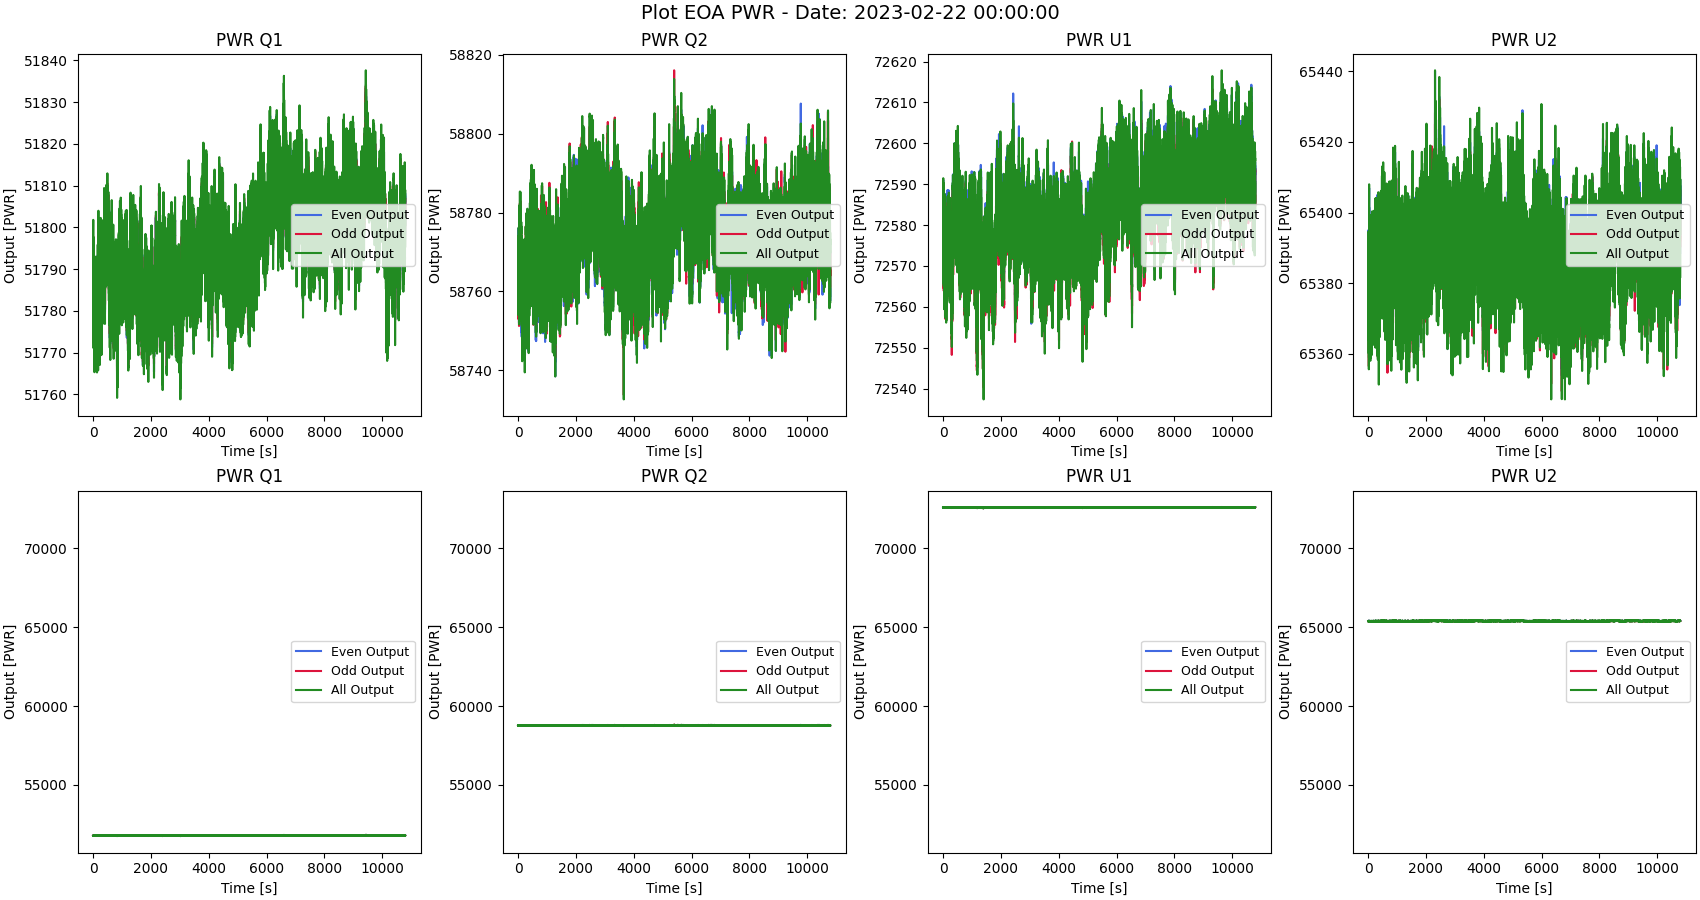 Plot EOA PWR - Date: 2023-02-22 00:00:00
PWR Q1
51840
51830
51820
51810
51800
51790
51780
51770
51760
Output [PWR]
Even Output
Odd Output
All Output
0 2000 4000 6000 8000 10000
Time [s]
PWR Q2
58820
58800
58780
58760
58740
Output [PWR]
Even Output
Odd Output
All Output
0 2000 4000 6000 8000 10000
Time [s]
PWR U1
72620
72610
72600
72590
72580
72570
72560
72550
72540
Output [PWR]
Even Output
Odd Output
All Output
0 2000 4000 6000 8000 10000
Time [s]
PWR U2
65440
65420
65400
65380
65360
Output [PWR]
Even Output
Odd Output
All Output
0 2000 4000 6000 8000 10000
Time [s]
PWR Q1
70000
65000
60000
55000
Output [PWR]
Even Output
Odd Output
All Output
0 2000 4000 6000 8000 10000
Time [s]
PWR Q2
70000
65000
60000
55000
Output [PWR]
Even Output
Odd Output
All Output
0 2000 4000 6000 8000 10000
Time [s]
PWR U1
70000
65000
60000
55000
Output [PWR]
Even Output
Odd Output
All Output
0 2000 4000 6000 8000 10000
Time [s]
PWR U2
70000
65000
60000
55000
Output [PWR]
Even Output
Odd Output
All Output
0 2000 4000 6000 8000 10000
Time [s]